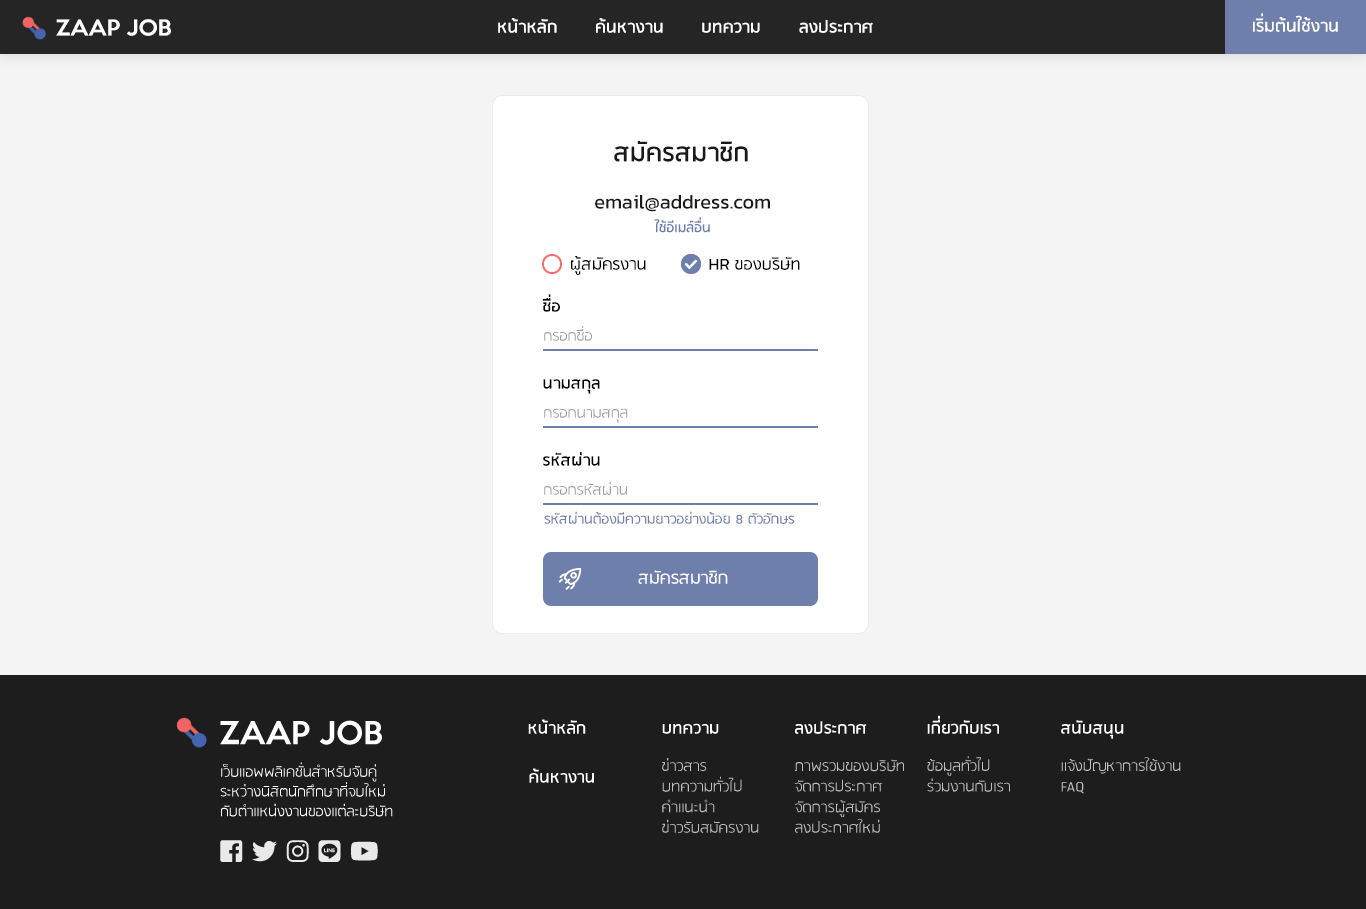 ZAAP JOB
หน้าหลัก
ค้นหางาน
บทความ
ลงประกาศ
เริ่มต้นใช้งาน
สมัครสมาชิก
email@address.com
ใช้อีเมล์อื่น
ผู้สมัครงาน
HR ของบริษัท
ชื่อ
กรอกชื่อ
นามสกุล
กรอกนามสกุล
รหัสผ่าน
กรอกรหัสผ่าน
รหัสผ่านต้องมีความยาวอย่างน้อย 8 ตัวอักษร
สมัครสมาชิก
ZAAP JOB
เว็บแอพพลิเคชั่นสำหรับจับคู่
ระหว่างนิสิตนักศึกษาที่จบใหม่
กับตำแหน่งงานของแต่ละบริษัท
LINE
หน้าหลัก
ค้นหางาน
บทความ
ข่าวสาร
บทความทั่วไป
คำแนะนำ
ข่าวรับสมัครงาน
ลงประกาศ
ภาพรวมของบริษัท
จัดการประกาศ
จัดการผู้สมัคร
ลงประกาศใหม่
เกี่ยวกับเรา
ข้อมูลทั่วไป
ร่วมงานกับเรา
สนับสนุน
แจ้งปัญหาการใช้งาน
FAQ